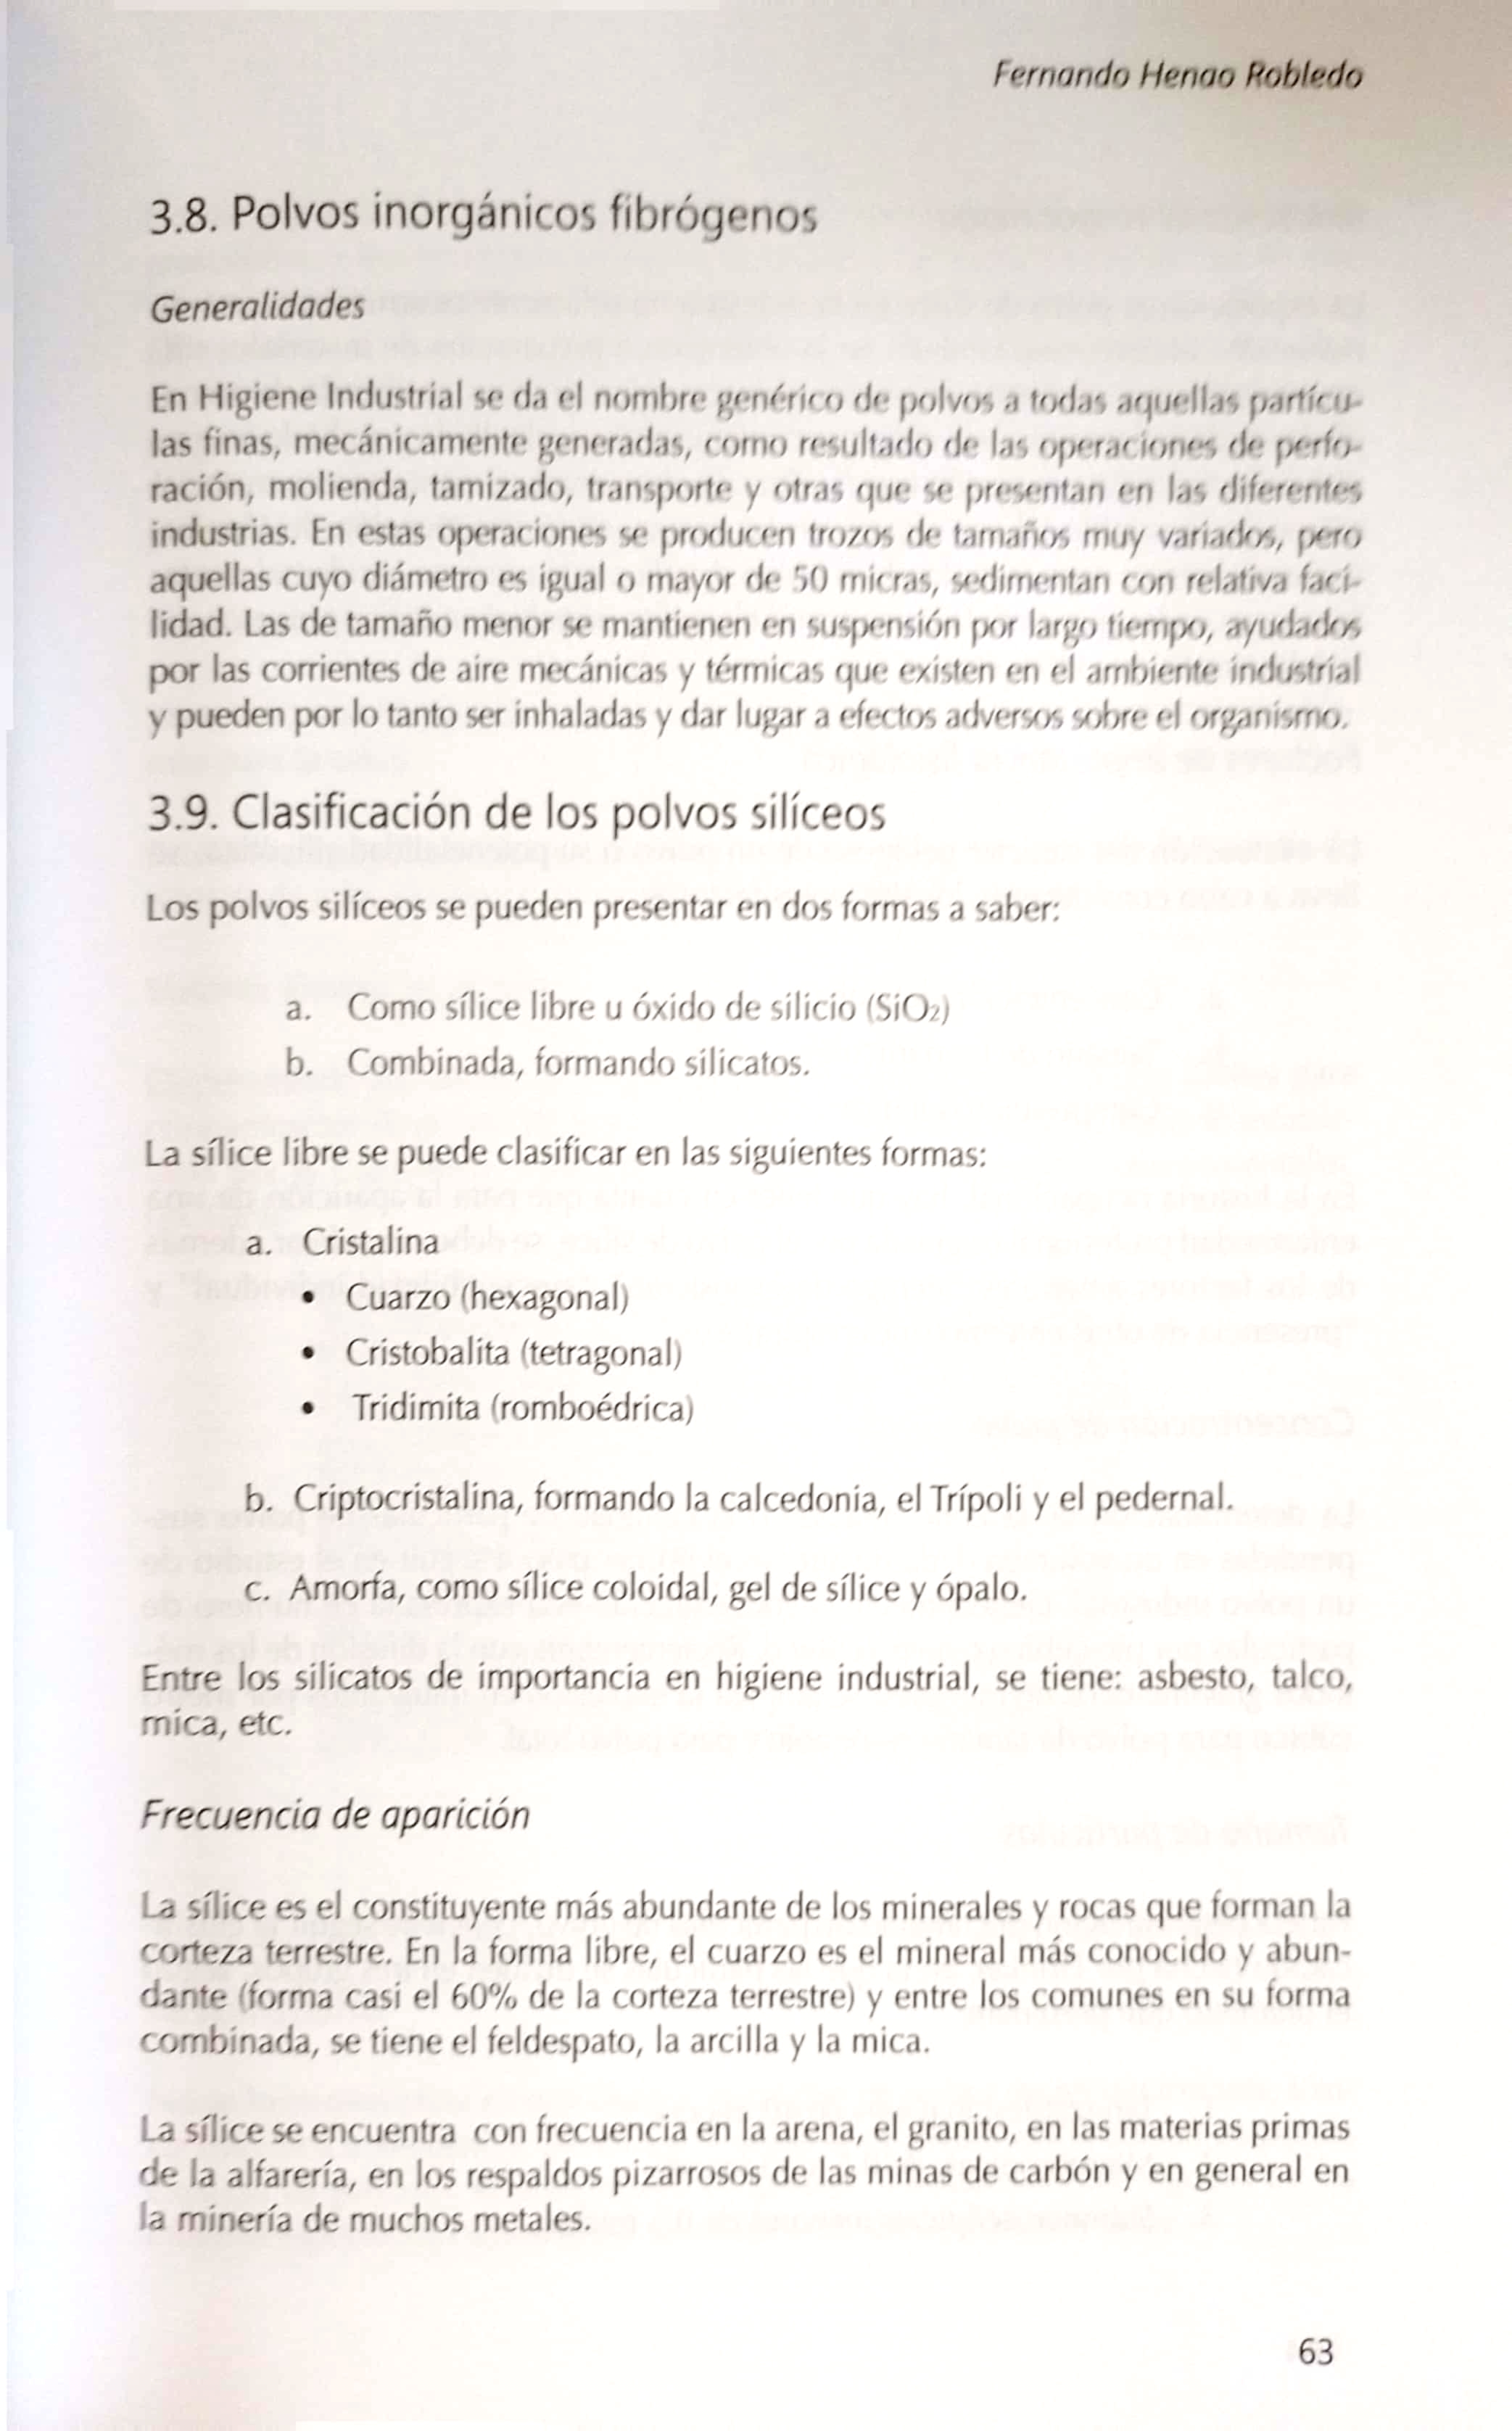 Fernando Henao Robledo
3.8. Polvos inorgánicos fibrógenos
Generalidades
En Higiene Industrial se da el nombre genérico de polvos a todas aquellas partícu-
las finas, mecánicamente generadas, como resultado de las operaciones de perfo-
ración, molienda, tamizado, transporte y otras que se presentan en las diferentes
industrias. En estas operaciones se producen trozos de tamaños muy variados, pero
aquellas cuyo diámetro es igual o mayor de 50 micras, sedimentan con relativa faci-
lidad. Las de tamaño menor se mantienen en suspensión por largo tiempo, ayudados
por las corrientes de aire mecánicas y térmicas que existen en el ambiente industrial
y pueden por lo tanto ser inhaladas y dar lugar a efectos adversos sobre el organismo.
3.9. Clasificación de los polvos silíceos
Los polvos silíceos se pueden presentar en dos formas a saber:
a. Como sílice libre u óxido de silicio (SiO₂)
b. Combinada, formando silicatos.
La sílice libre se puede clasificar en las siguientes formas:
a. Cristalina
• Cuarzo (hexagonal)
• Cristobalita (tetragonal)
• Tridimita (romboédrica)
b. Criptocristalina, formando la calcedonia, el Trípoli y el pedernal.
c. Amorfa, como sílice coloidal, gel de sílice y ópalo.
Entre los silicatos de importancia en higiene industrial, se tiene: asbesto, talco,
mica, etc.
Frecuencia de aparición
La sílice es el constituyente más abundante de los minerales y rocas que forman la
corteza terrestre. En la forma libre, el cuarzo es el mineral más conocido y abun-
dante (forma casi el 60% de la corteza terrestre) y entre los comunes en su forma
combinada, se tiene el feldespato, la arcilla y la mica.
La sílice se encuentra con frecuencia en la arena, el granito, en las materias primas
de la alfarería, en los respaldos pizarrosos de las minas de carbón y en general en
la minería de muchos metales.
63